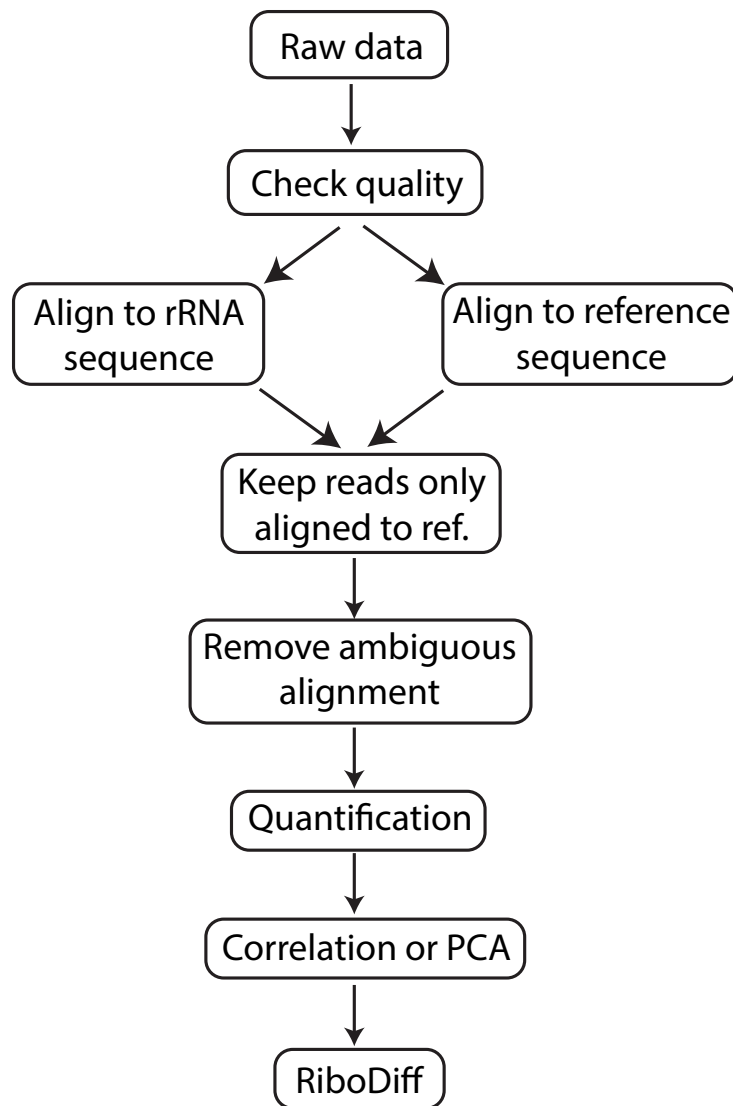 Raw data
Check quality
Align to rRNA
sequence
Align to reference
sequence
Keep reads only
aligned to ref.
Remove ambiguous
alignment
Quantification
Correlation or PCA
RiboDiff